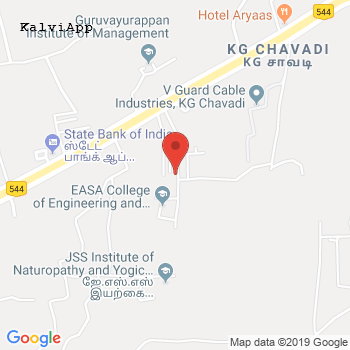 Guruvayurappan
Institute of Management
KalviApp
Hotel Aryaas
544
KG CHAVADI
KG சாவடி
V Guard Cable
Industries, KG Chavadi
State Bank of India
ஸ்டேட்
பாங்க் ஆப்...
544
EASA College
of Engineering and...
JSS Institute of
Naturopathy and Yogic...
ஜே.எஸ்.எஸ்
இயற்கை...
Google
Map data ©2019 Google